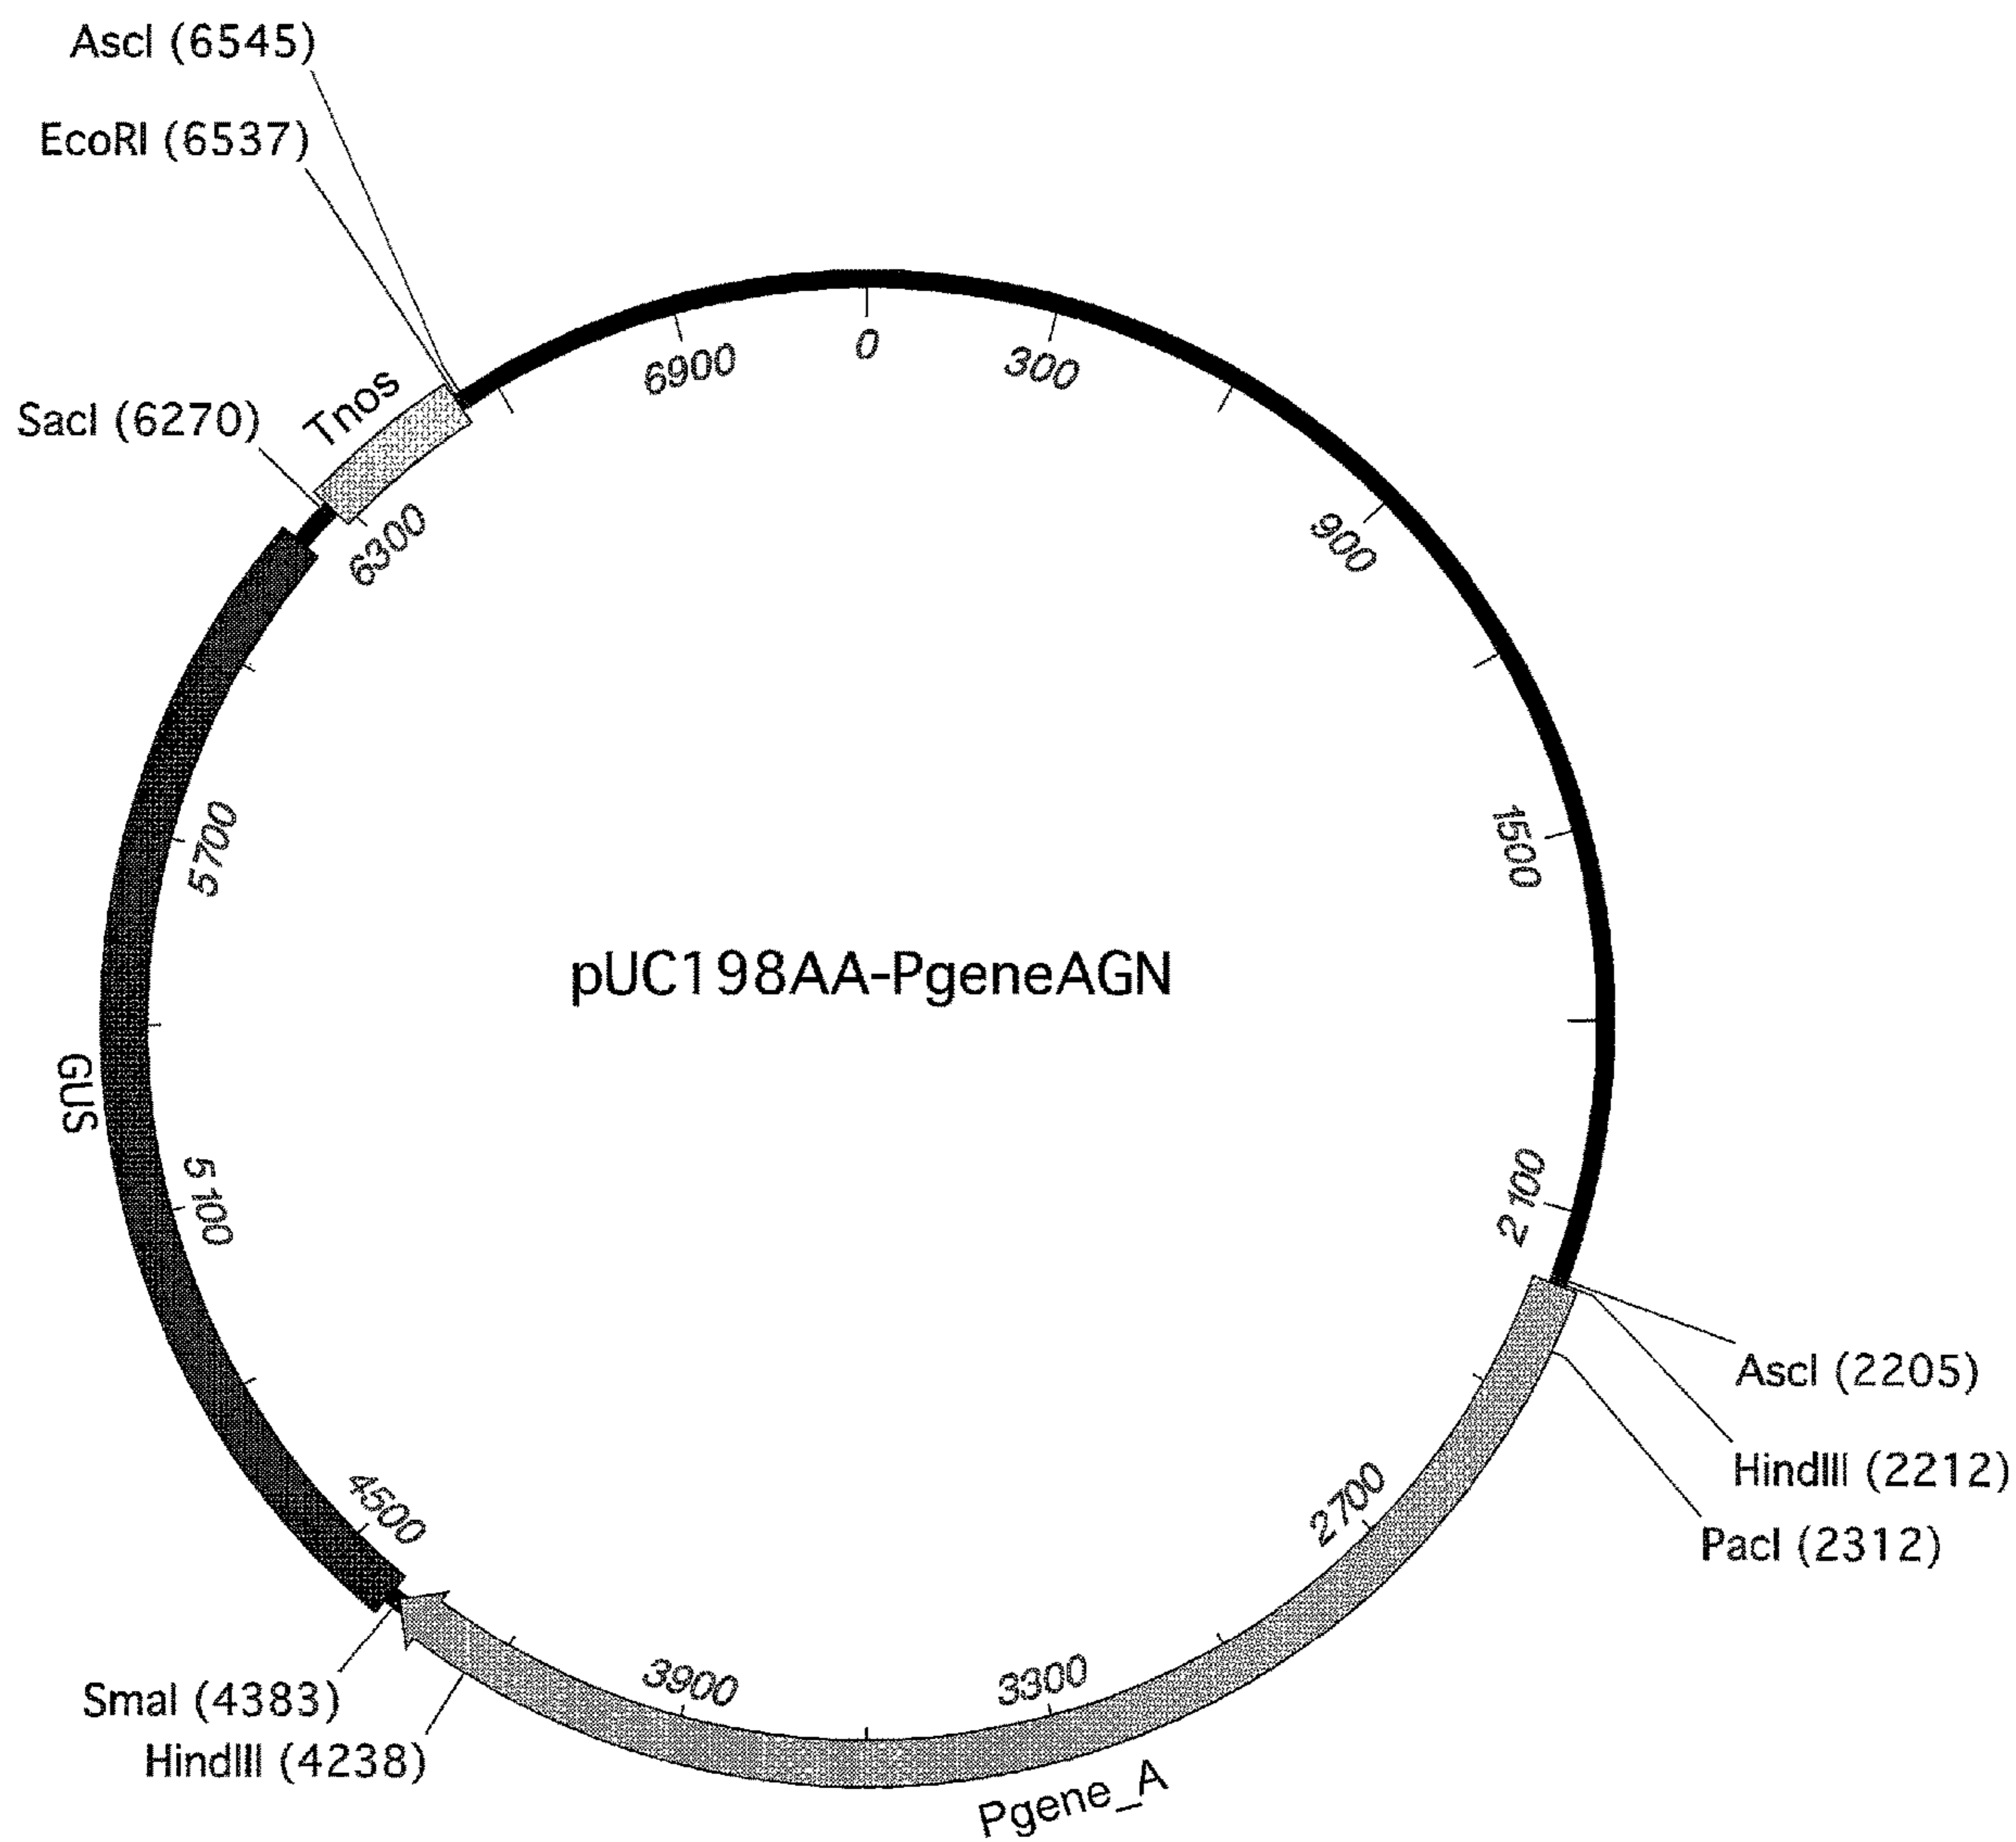 AscI (6545)
EcoRI (6537)
SacI (6270)
Tnos
6900
0
300
6300
900
5700
1500
pUC198AA-PgeneAGN
GUS
5100
2100
AscI (2205)
HindIII (2212)
PacI (2312)
4500
2700
3900
3300
SmaI (4383)
HindIII (4238)
Pgene_A